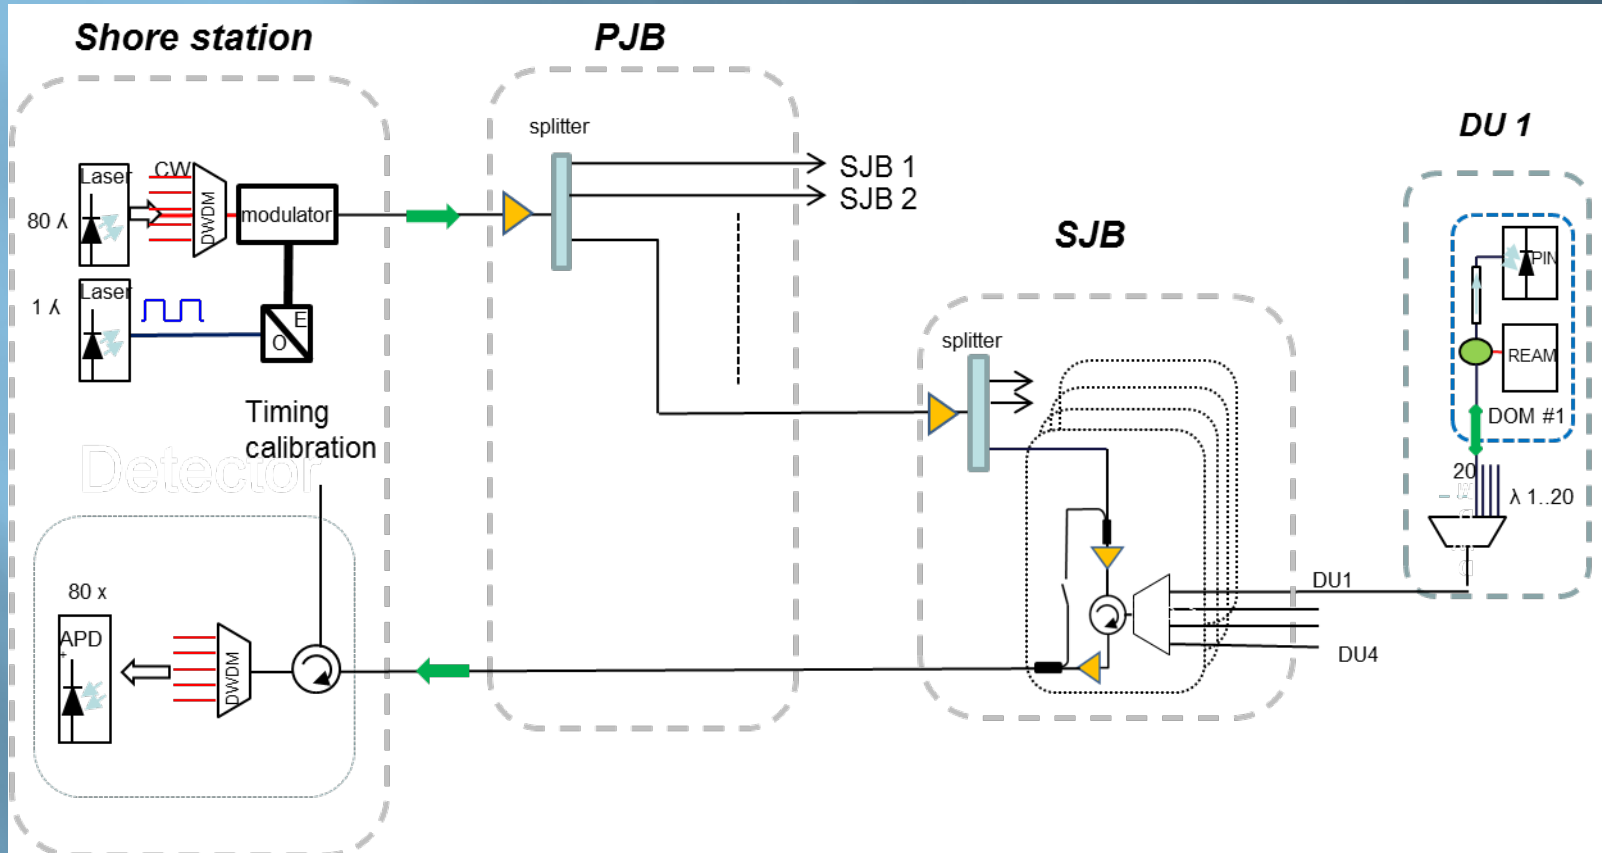 Shore station
PJB
DU 1
SJB
splitter
SJB 1
SJB 2
Laser
CW
80 λ
DWDM
modulator
Laser
1 λ
E
O
Timing
calibration
Detector
80 x
APD
+
DWDM
splitter
DU1
DU4
PIN
REAM
DOM #1
20
λ 1..20